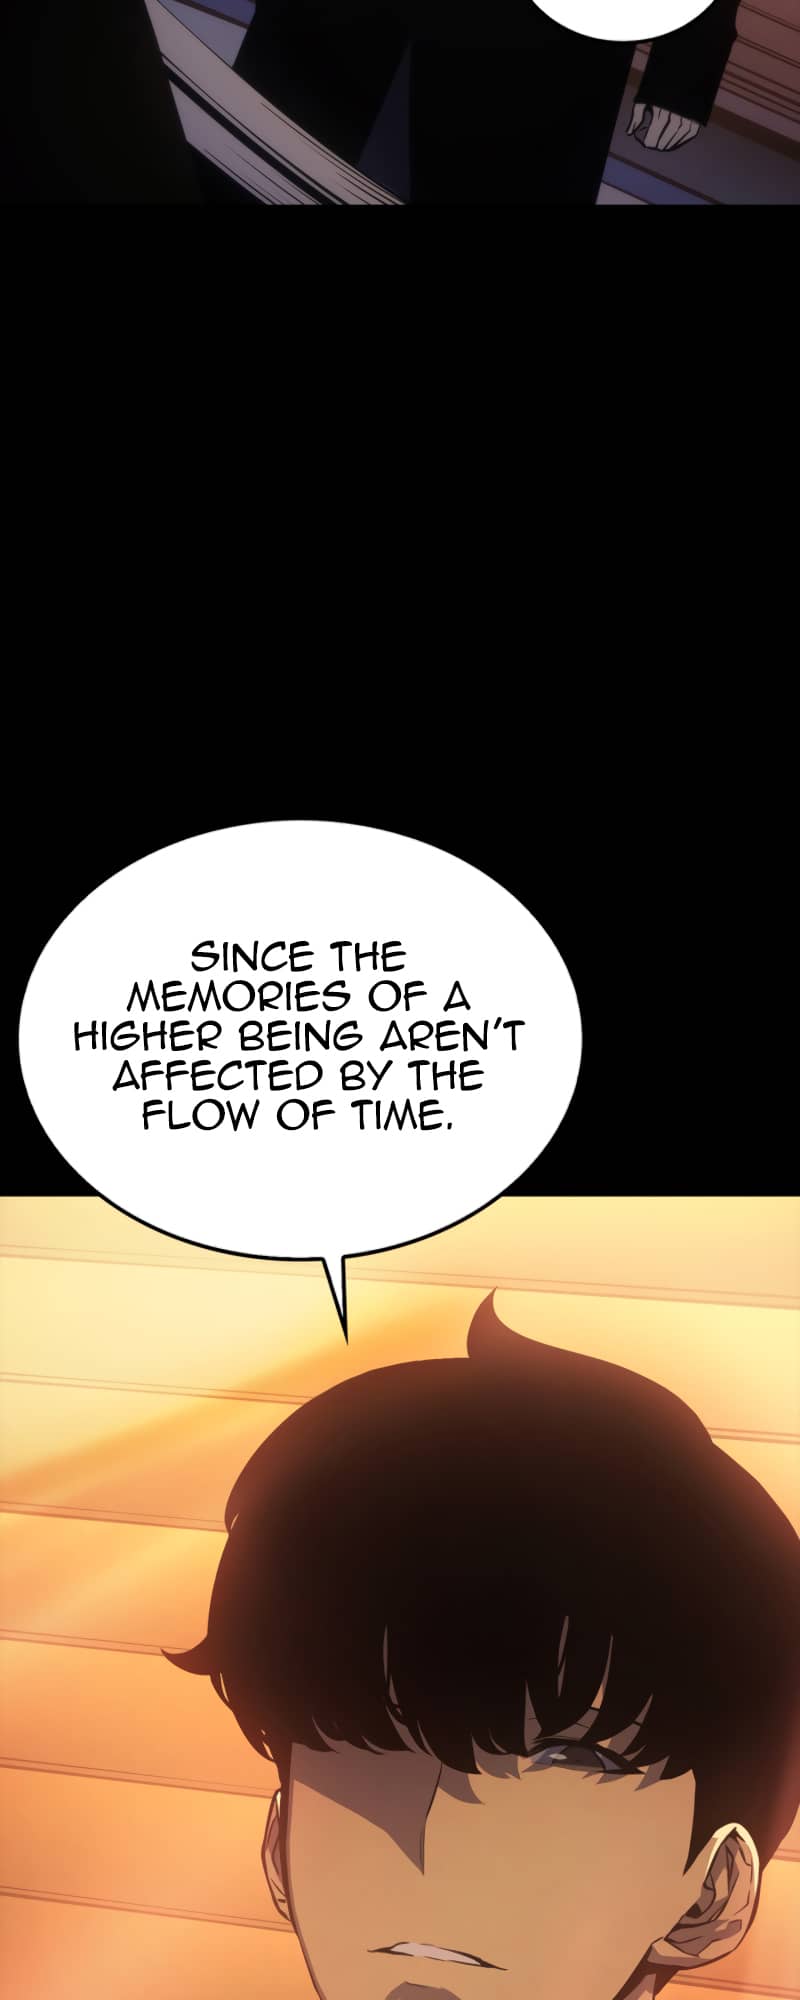 SINCE THE
MEMORIES OF A
HIGHER BEING AREN'T
AFFECTED BY THE
FLOW OF TIME.